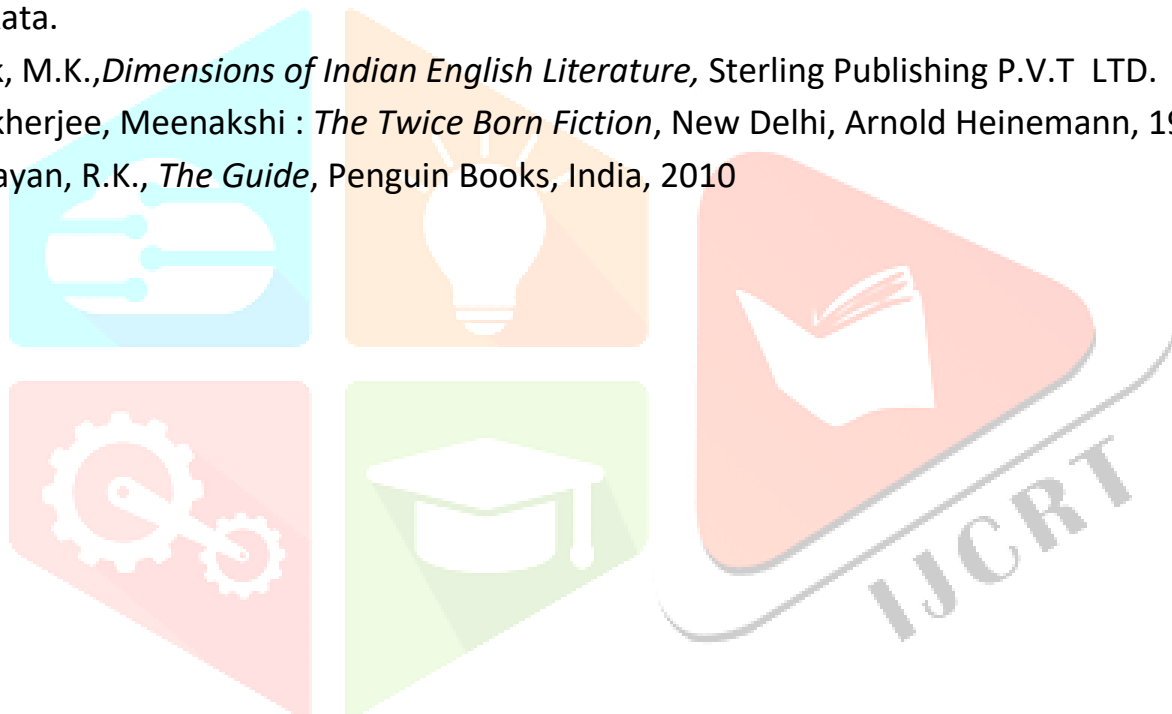 ata.
, M.K.,Dimensions of Indian English Literature, Sterling Publishing P.V.T LTD.
kherjee, Meenakshi : The Twice Born Fiction, New Delhi, Arnold Heinemann, 19
ayan, R.K., The Guide, Penguin Books, India, 2010
IJCRT